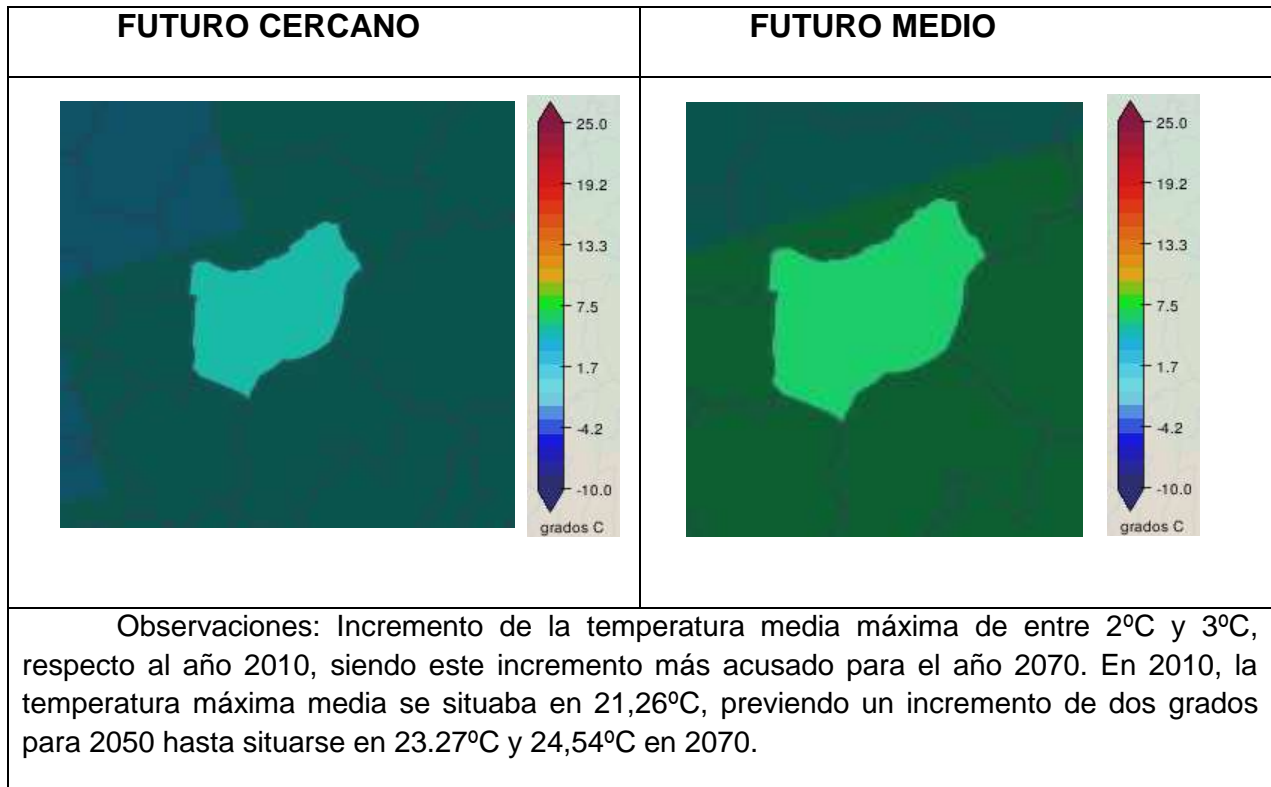 FUTURO CERCANO
FUTURO MEDIO
25.0
19.2
13.3
7.5
1.7
-4.2
-10.0
grados C
25.0
19.2
13.3
7.5
1.7
-4.2
-10.0
grados C
Observaciones: Incremento de la temperatura media máxima de entre 2ºC y 3ºC,
respecto al año 2010, siendo este incremento más acusado para el año 2070. En 2010, la
temperatura máxima media se situaba en 21,26ºC, previendo un incremento de dos grados
para 2050 hasta situarse en 23.27ºC y 24,54ºC en 2070.